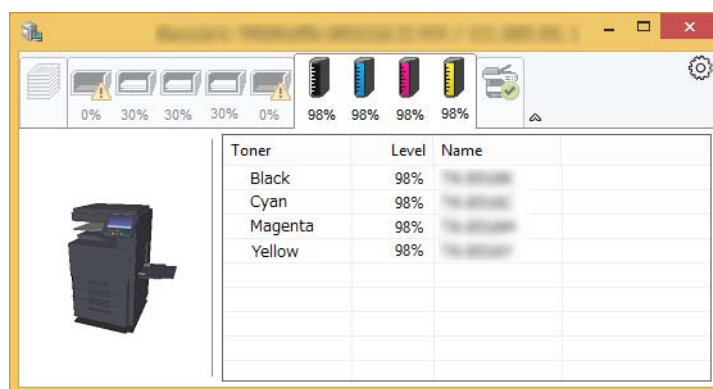 0% 30% 30% 30% 0% 98% 98% 98% 98%
Toner Level Name
Black 98%
Cyan 98%
Magenta 98%
Yellow 98%